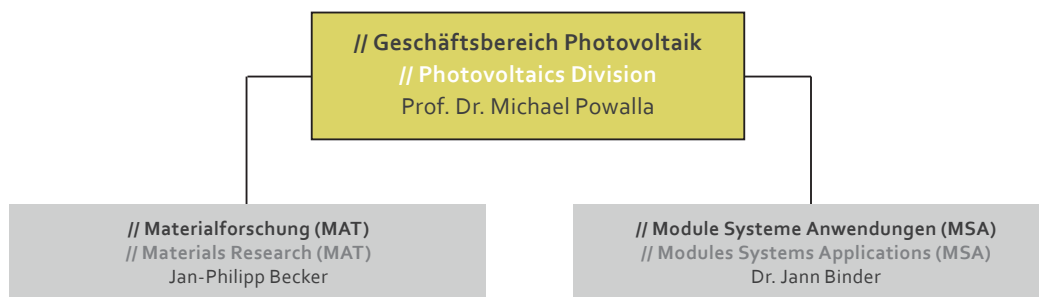 // Geschäftsbereich Photovoltaik
// Photovoltaics Division
Prof. Dr. Michael Powalla
// Materialforschung (MAT)
// Materials Research (MAT)
Jan-Philipp Becker
// Module Systeme Anwendungen (MSA)
// Modules Systems Applications (MSA)
Dr. Jann Binder